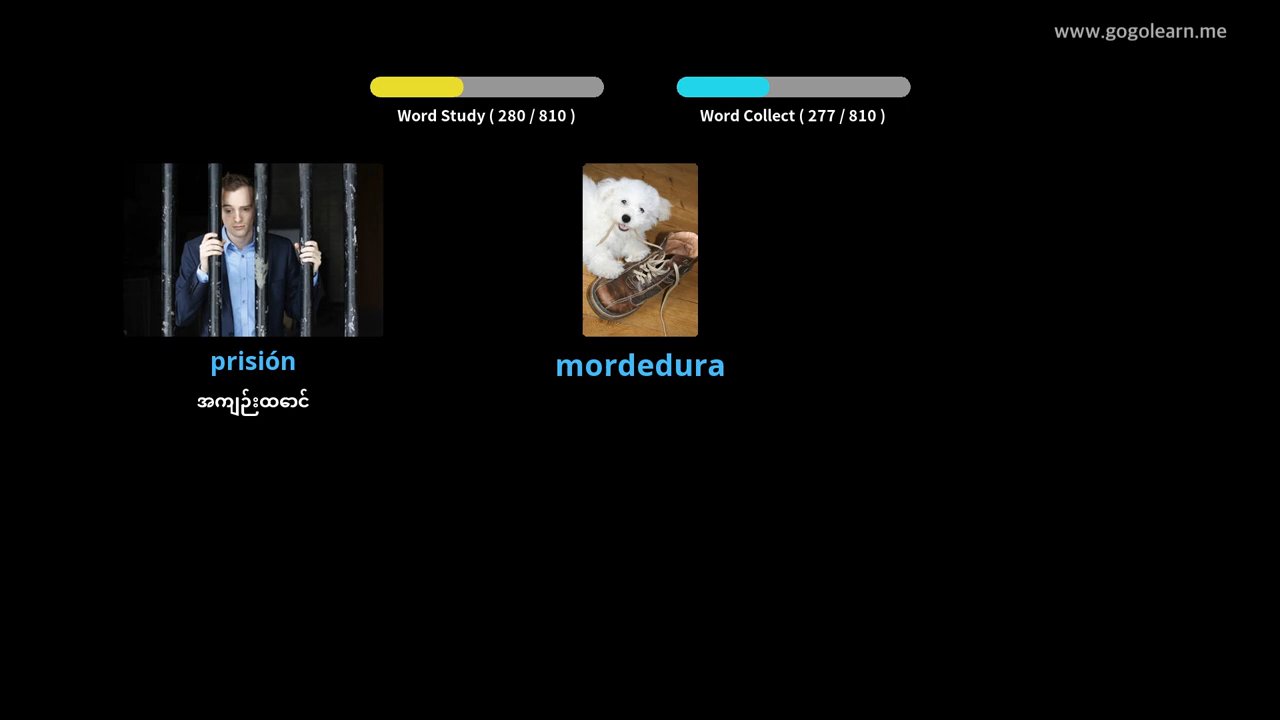 www.gogolearn.me
Word Study ( 280 / 810 )
Word Collect ( 277 / 810 )
prisión
mordedura
အကျဉ်းထောင်